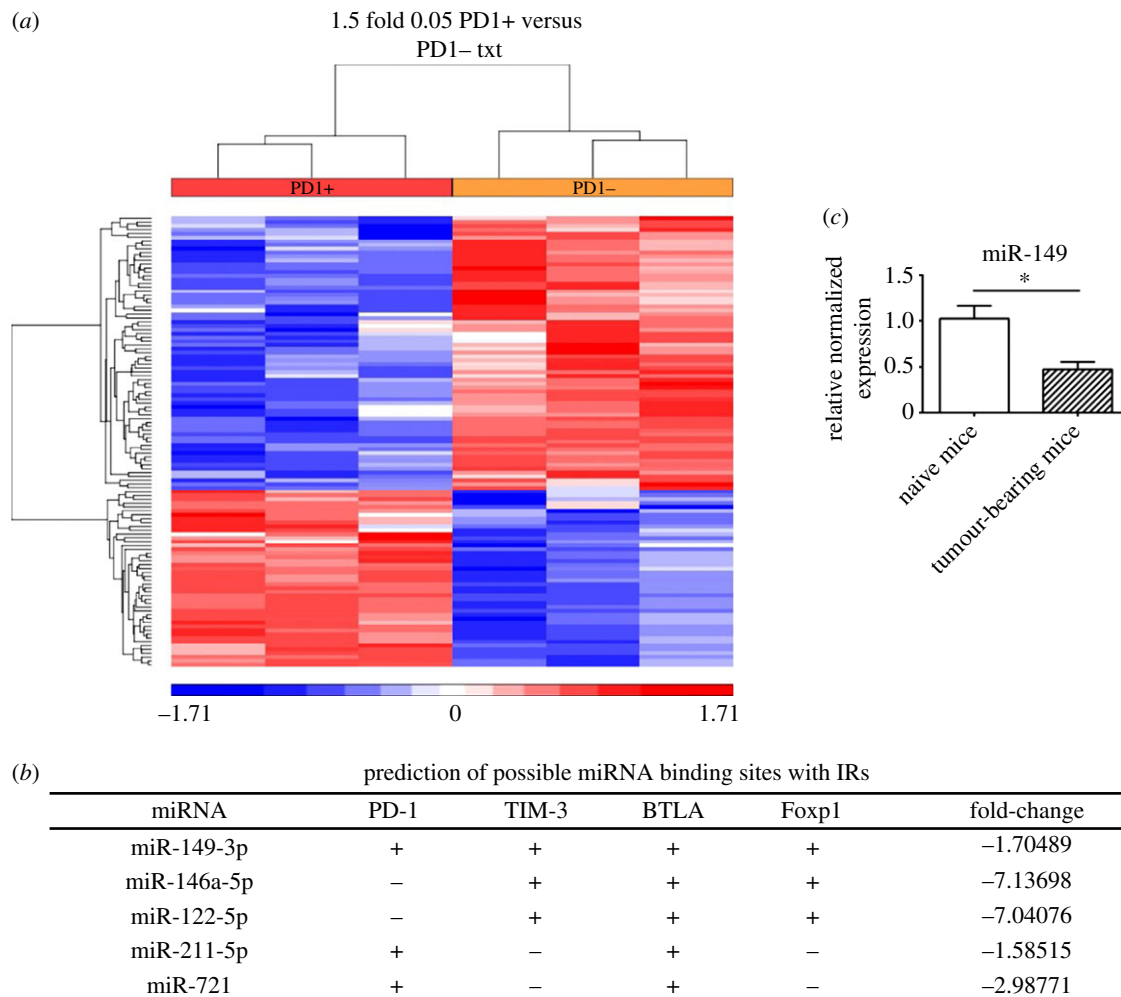 (a)
1.5 fold 0.05 PD1+ versus
PD1– txt
PD1+ PD1–
–1.71 0 1.71
(c)
miR-149
*
1.5
1.0
0.5
0
relative normalized
expression
naive mice
tumour-bearing mice
(b) prediction of possible miRNA binding sites with IRs
miRNA PD-1 TIM-3 BTLA Foxp1 fold-change
miR-149-3p + + + + –1.70489
miR-146a-5p – + + + –7.13698
miR-122-5p – + + + –7.04076
miR-211-5p + – + – –1.58515
miR-721 + – + – –2.98771